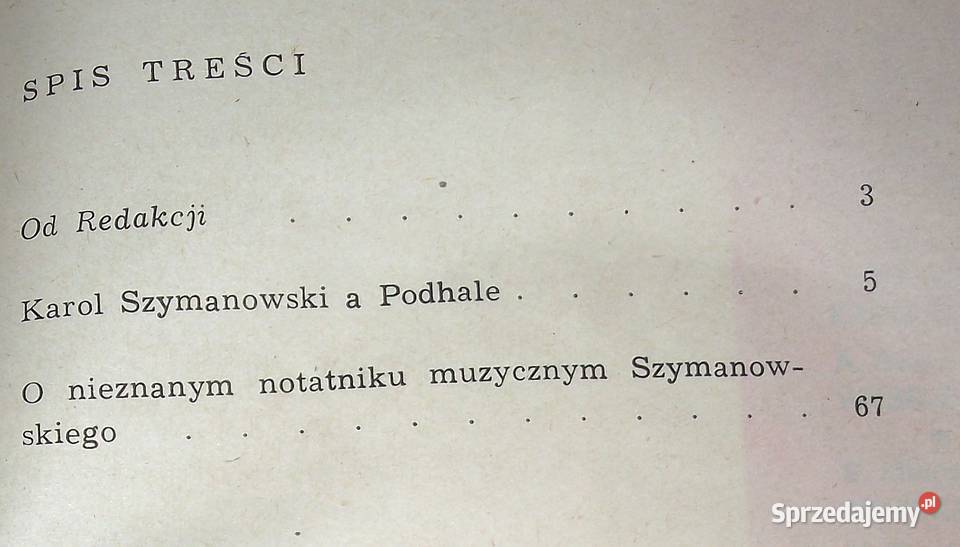 SPIS TREŚCI
Od Redakcji . . . . . . . . . . 3
Karol Szymanowski a Podhale . . . . . . 5
O nieznanym notatniku muzycznym Szymanow-
skiego . . . . . . . . . . . . 67
Sprzedajemy.pl